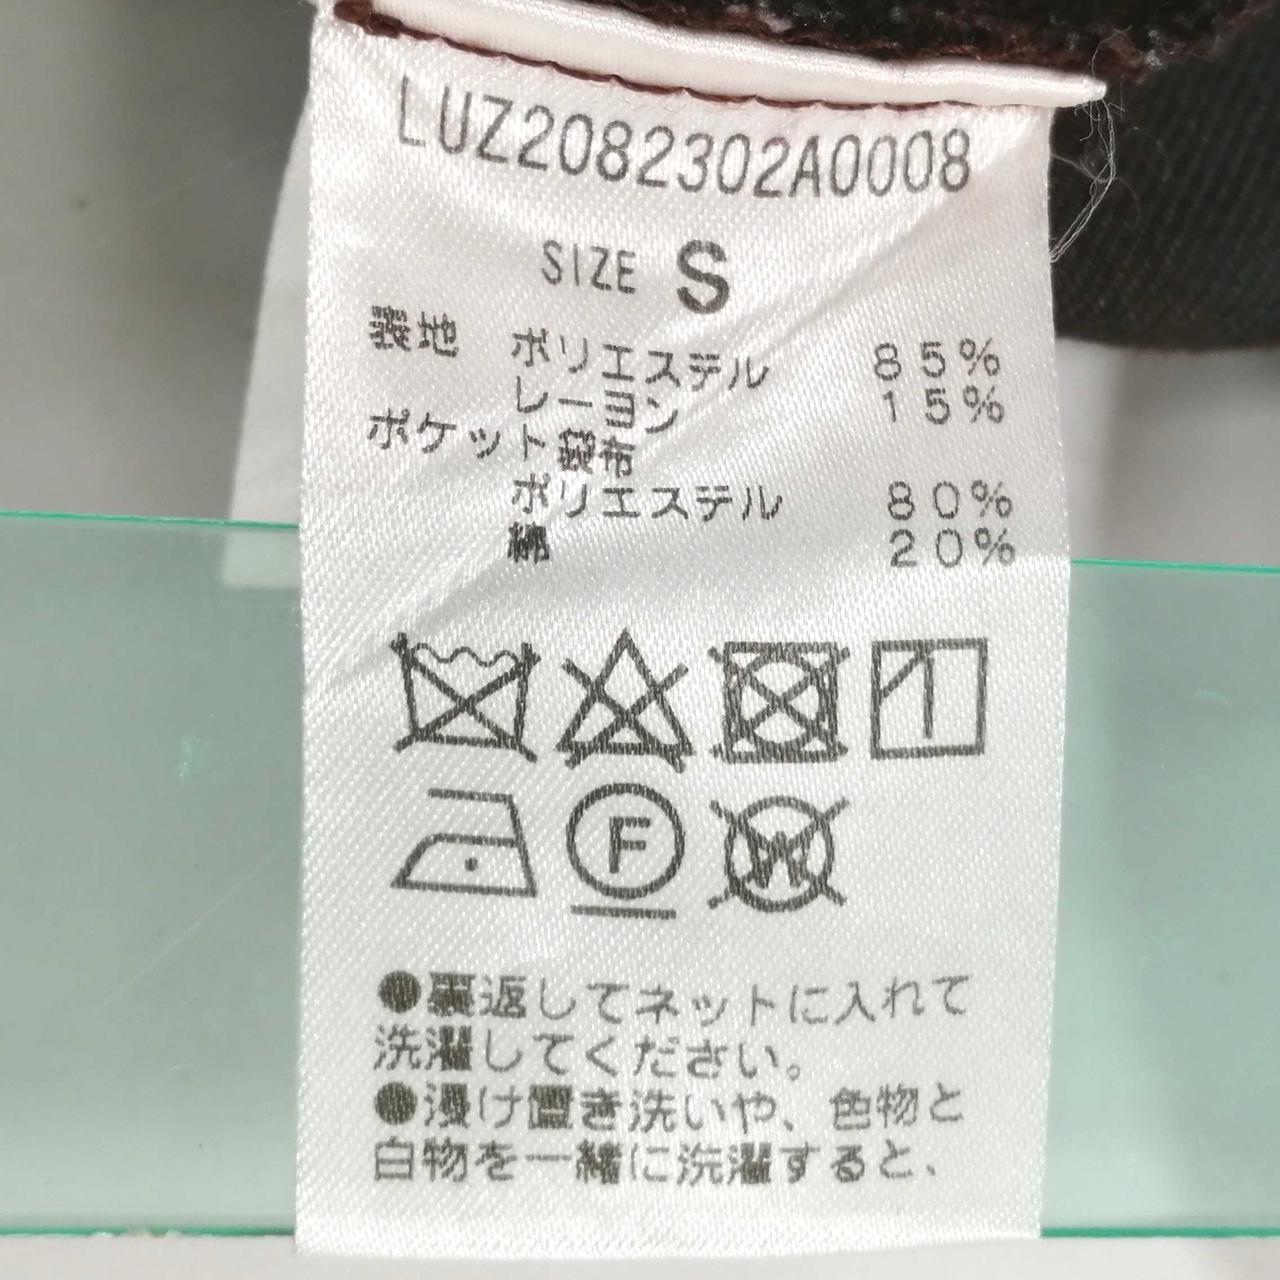 LUZ2082302A0008
SIZE S
表地 ポリエステル 85%
レーヨン 15%
ポケット袋布
ポリエステル 80%
綿 20%
F
W
●裏返してネットに入れて
洗濯してください。
●浸け置き洗いや、色物と
白物を一緒に洗濯すると、